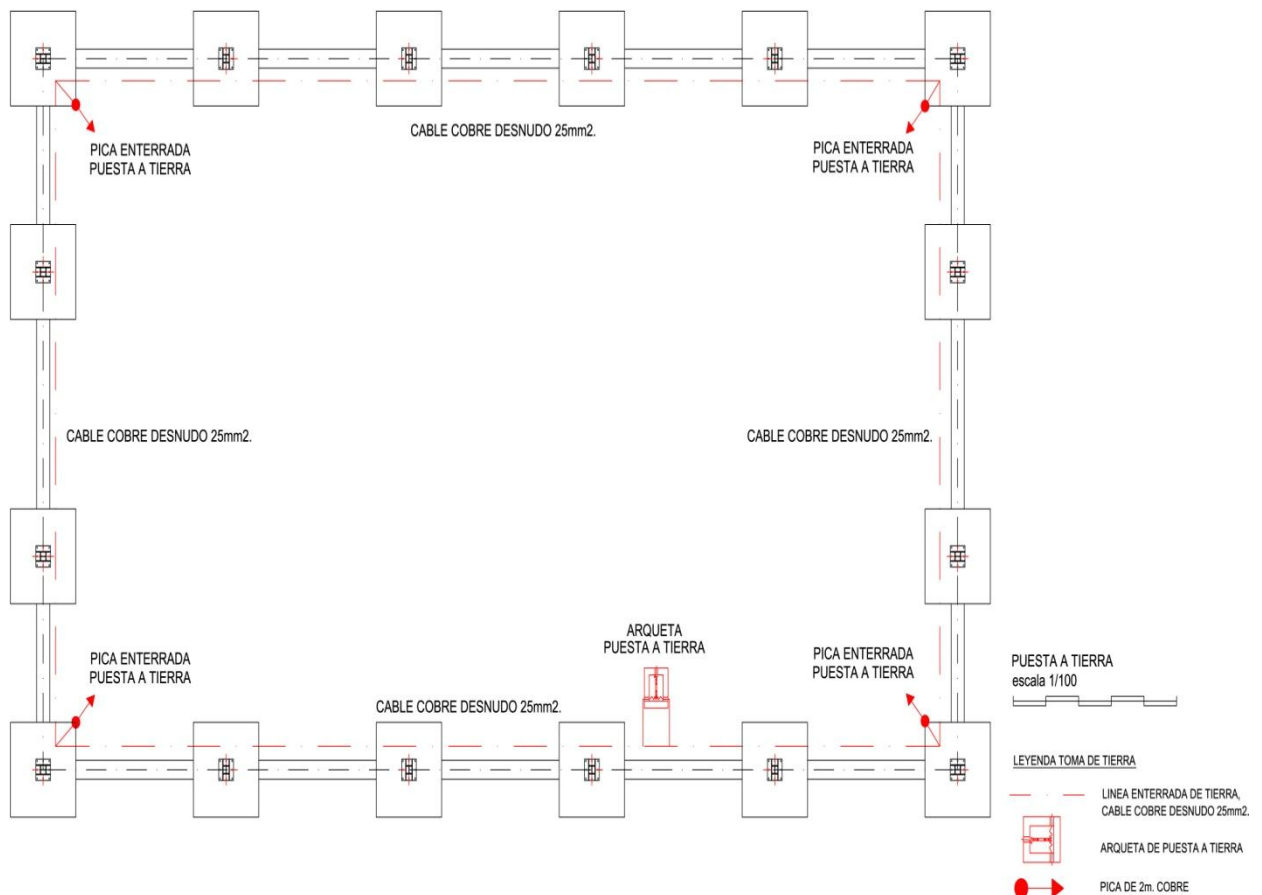 CABLE COBRE DESNUDO 25mm2.
PICA ENTERRADA
PUESTA A TIERRA
PICA ENTERRADA
PUESTA A TIERRA
CABLE COBRE DESNUDO 25mm2.
CABLE COBRE DESNUDO 25mm2.
PICA ENTERRADA
PUESTA A TIERRA
ARQUETA
PUESTA A TIERRA
PICA ENTERRADA
PUESTA A TIERRA
CABLE COBRE DESNUDO 25mm2.
PUESTA A TIERRA
escala 1/100
LEYENDA TOMA DE TIERRA
LINEA ENTERRADA DE TIERRA,
CABLE COBRE DESNUDO 25mm2.
ARQUETA DE PUESTA A TIERRA
PICA DE 2m. COBRE